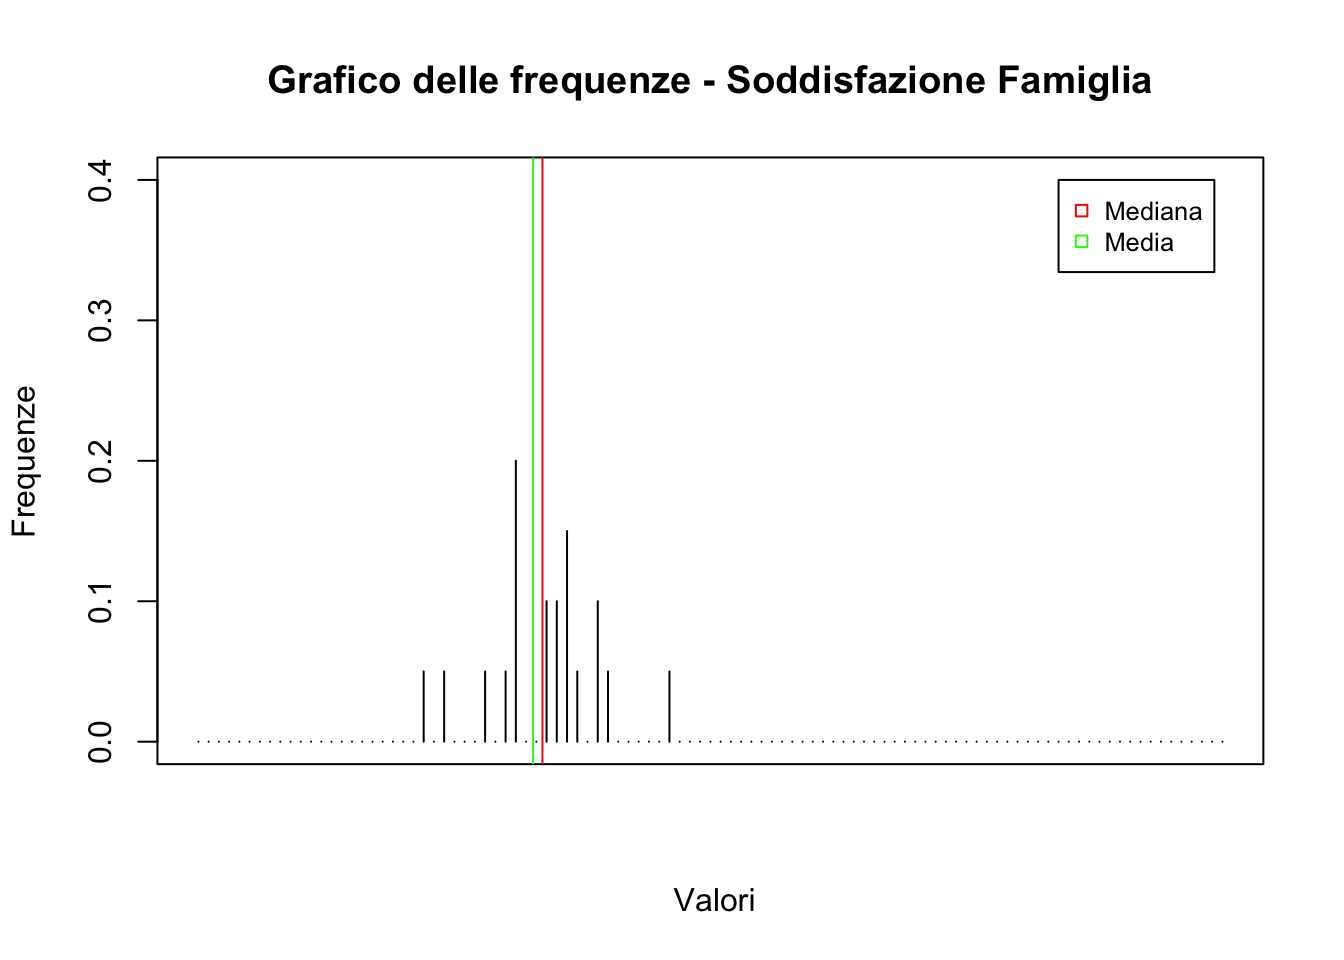 Grafico delle frequenze - Soddisfazione Famiglia
0.4
0.3
0.2
0.1
0.0
Frequenze
Mediana
Media
Valori